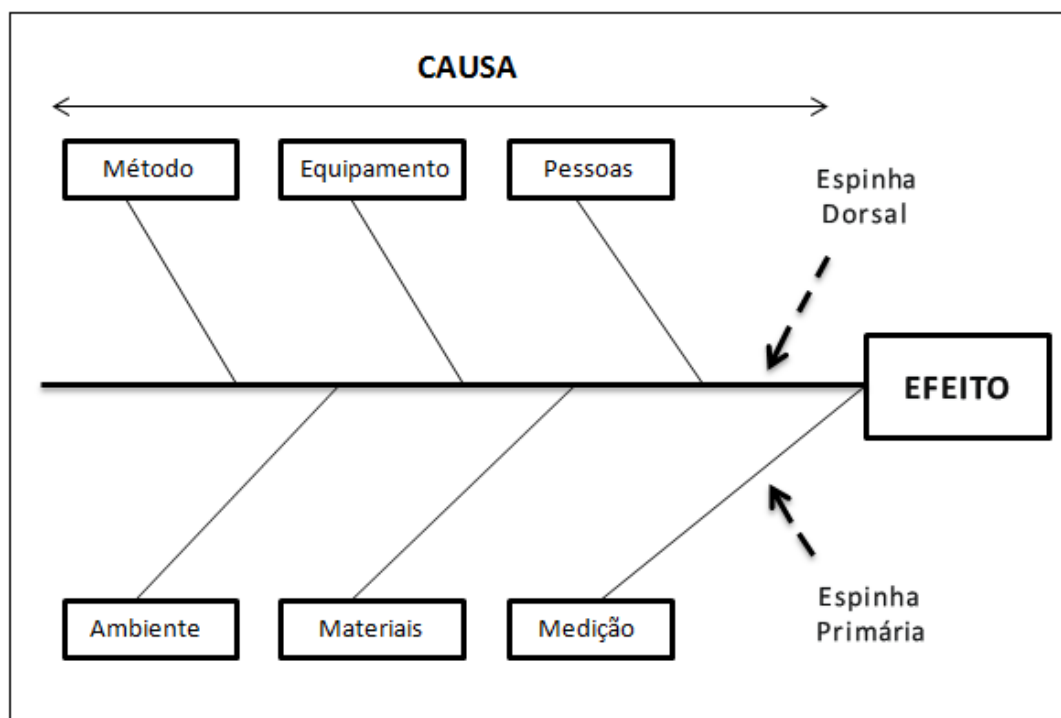 CAUSA
Método
Equipamento
Pessoas
Espinha
Dorsal
EFEITO
Ambiente
Materiais
Medição
Espinha
Primária